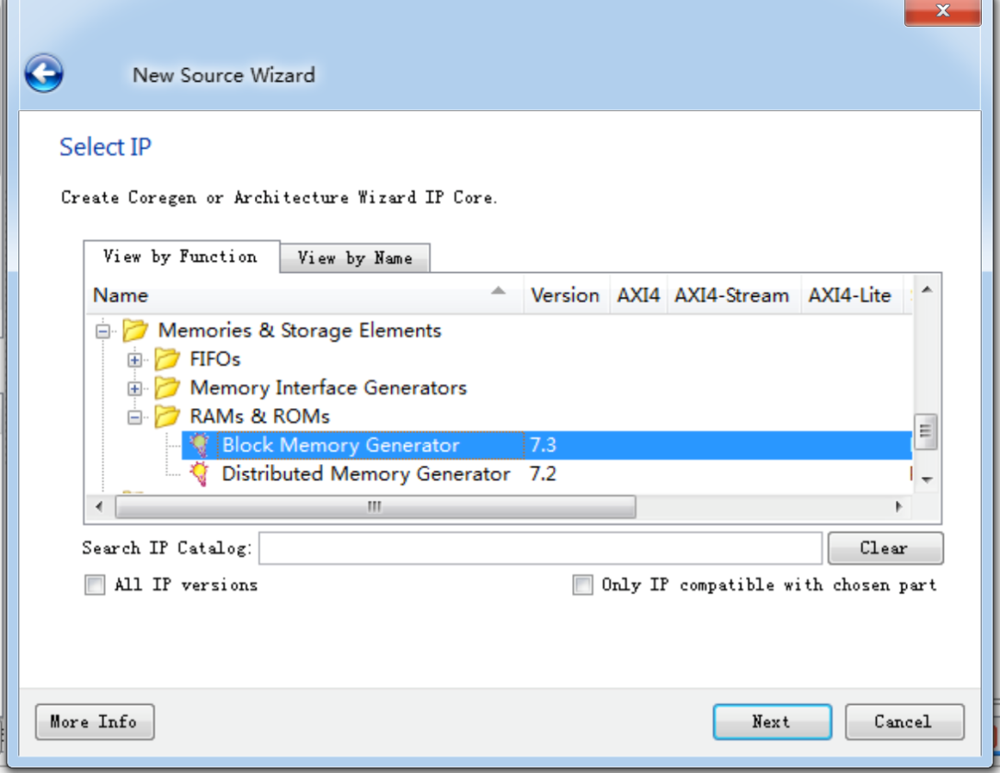 New Source Wizard
Select IP
Create Coregen or Architecture Wizard IP Core.
View by Function View by Name
Name Version AXI4 AXI4-Stream AXI4-Lite
Memories & Storage Elements
FIFOs
Memory Interface Generators
RAMs & ROMs
Block Memory Generator 7.3
Distributed Memory Generator 7.2
Search IP Catalog: Clear
All IP versions Only IP compatible with chosen part
More Info Next Cancel